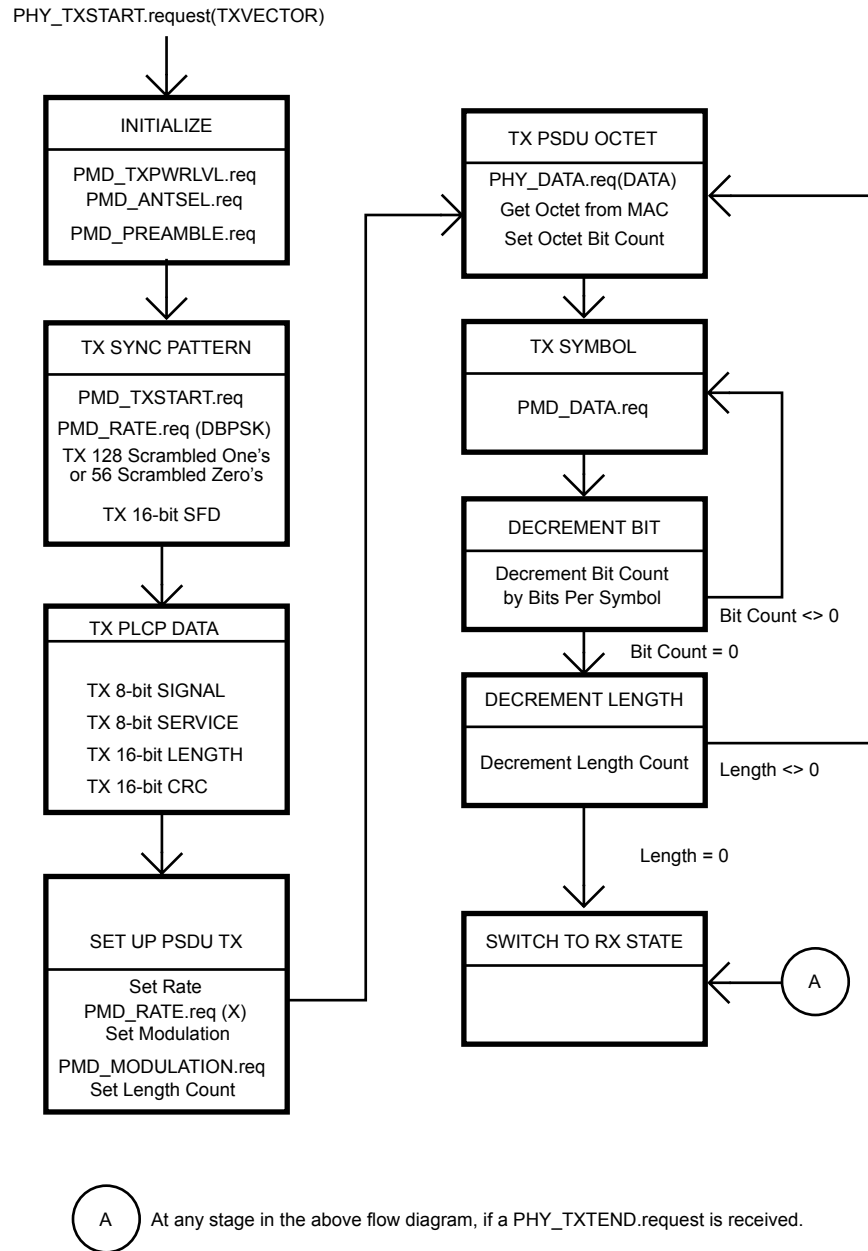 PHY_TXSTART.request(TXVECTOR)
INITIALIZE
PMD_TXPWRLVL.req
PMD_ANTSEL.req
PMD_PREAMBLE.req
TX SYNC PATTERN
PMD_TXSTART.req
PMD_RATE.req (DBPSK)
TX 128 Scrambled One’s
or 56 Scrambled Zero’s
TX 16-bit SFD
TX PLCP DATA
TX 8-bit SIGNAL
TX 8-bit SERVICE
TX 16-bit LENGTH
TX 16-bit CRC
SET UP PSDU TX
Set Rate
PMD_RATE.req (X)
Set Modulation
PMD_MODULATION.req
Set Length Count
TX PSDU OCTET
PHY_DATA.req(DATA)
Get Octet from MAC
Set Octet Bit Count
TX SYMBOL
PMD_DATA.req
DECREMENT BIT
Decrement Bit Count
by Bits Per Symbol
Bit Count <> 0
Bit Count = 0
DECREMENT LENGTH
Decrement Length Count
Length <> 0
Length = 0
SWITCH TO RX STATE
A
A At any stage in the above flow diagram, if a PHY_TXTEND.request is received.